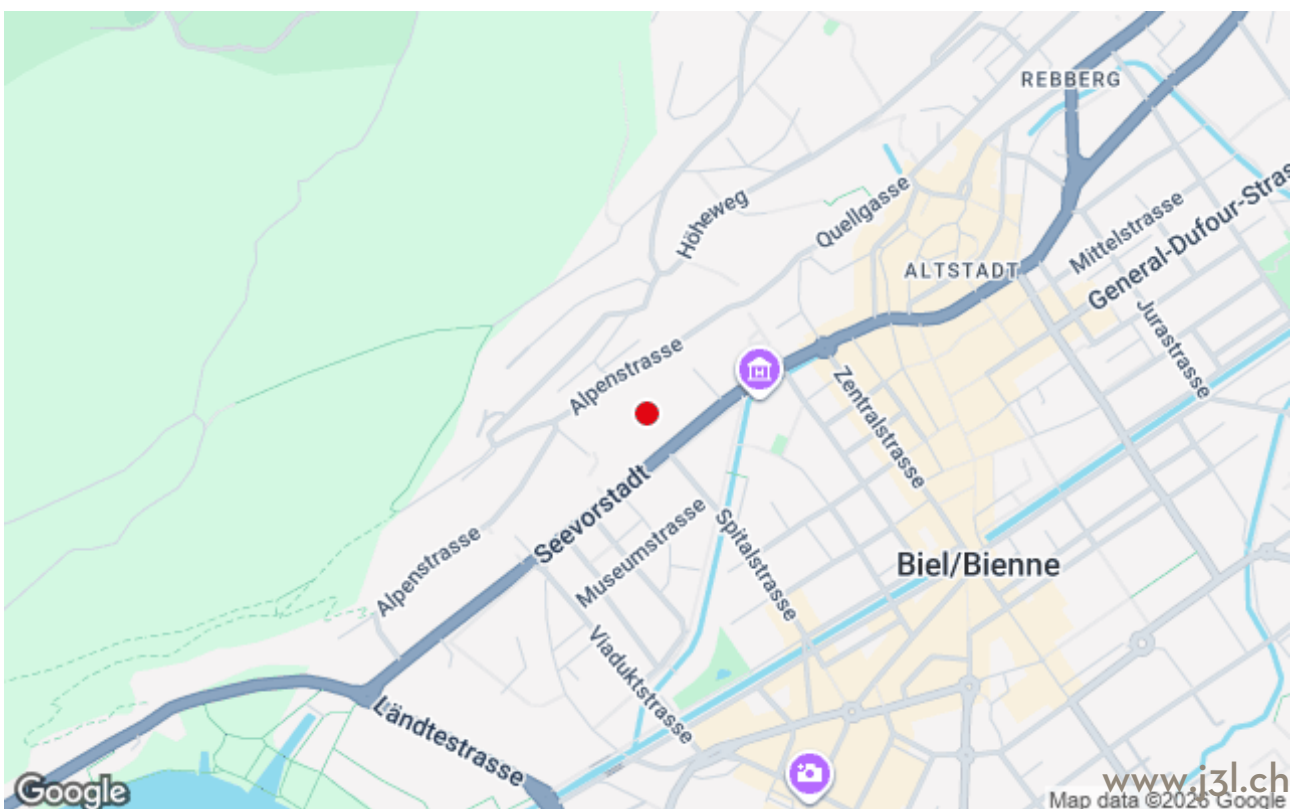 REBBERG
Höheweg
Quellgasse
Mittelstrasse
General-Dufour-Stras
ALTSTADT
Jurastrasse
Alpenstrasse
Zentralstrasse
Seevorstadt
Museumstrasse
Spitalstrasse
Biel/Bienne
Alpenstrasse
Viaduktstrasse
Ländtestrasse
www.j3l.ch
Google
Map data ©2026 Google